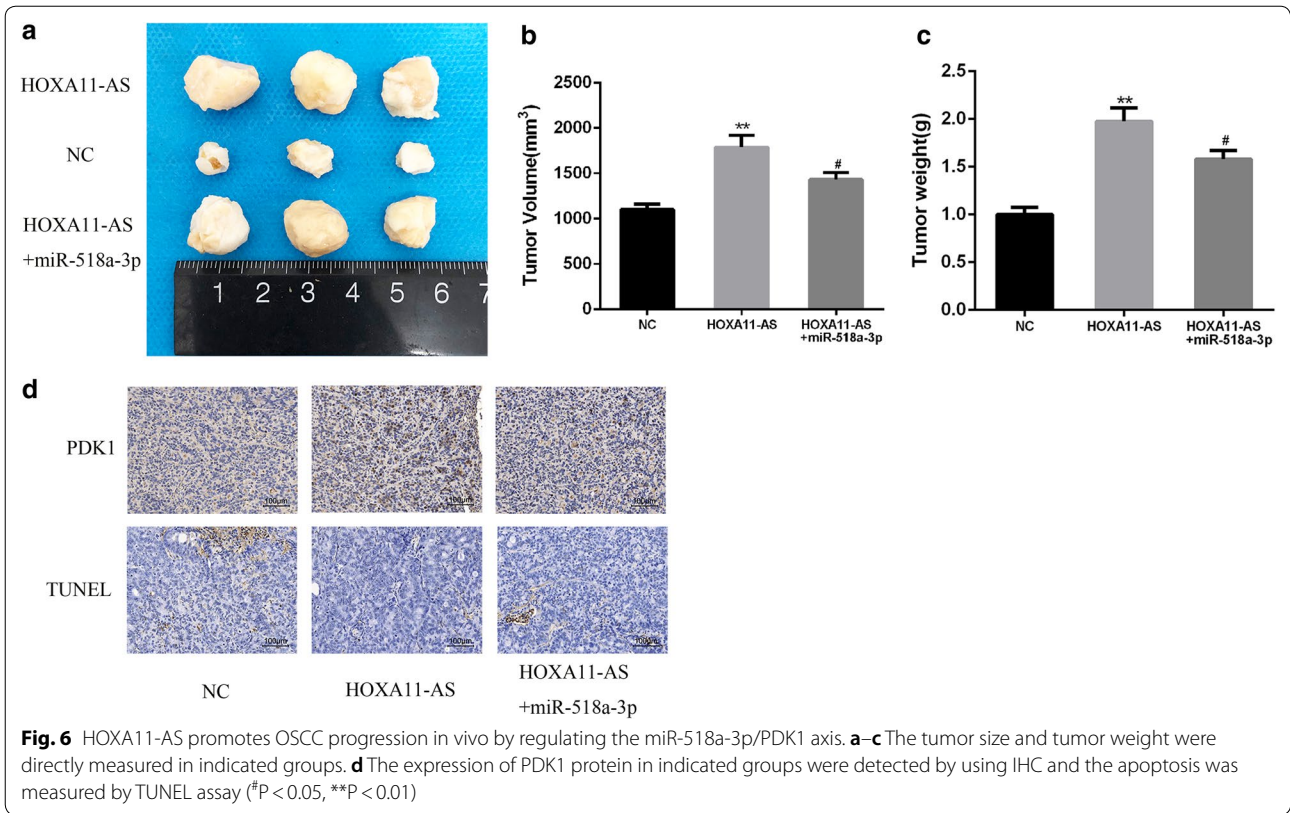 a
HOXA11-AS
NC
HOXA11-AS
+miR-518a-3p
1 2 3 4 5 6 7
b
Tumor Volume(mm³)
2500
2000
1500
1000
500
0
**
#
NC
HOXA11-AS
HOXA11-AS
+miR-518a-3p
c
Tumor weight(g)
2.5
2.0
1.5
1.0
0.5
0.0
**
#
NC
HOXA11-AS
HOXA11-AS
+miR-518a-3p
d
PDK1
100μm
100μm
100μm
TUNEL
100μm
100μm
100μm
NC
HOXA11-AS
HOXA11-AS
+miR-518a-3p
Fig. 6 HOXA11-AS promotes OSCC progression in vivo by regulating the miR-518a-3p/PDK1 axis. a–c The tumor size and tumor weight were
directly measured in indicated groups. d The expression of PDK1 protein in indicated groups were detected by using IHC and the apoptosis was
measured by TUNEL assay (#P < 0.05, **P < 0.01)